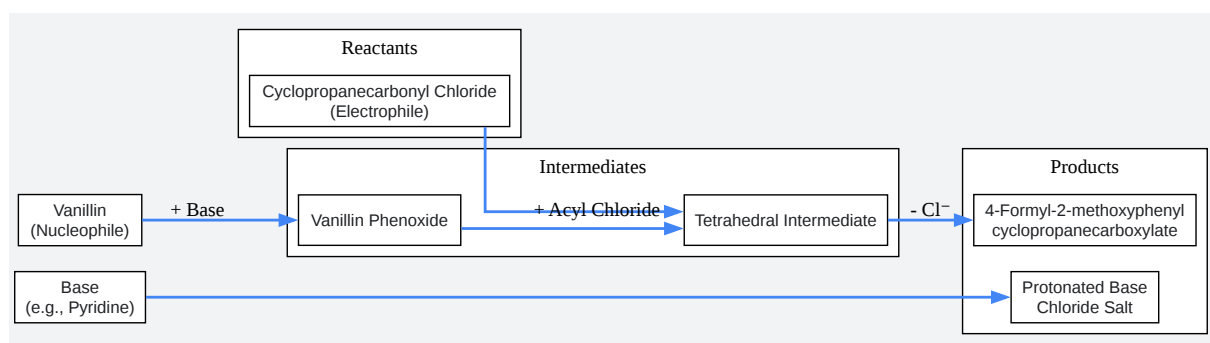 Reactants
Cyclopropanecarbonyl Chloride
(Electrophile)
Intermediates
Products
Vanillin
(Nucleophile)
+ Base
Vanillin Phenoxide
+ Acyl Chloride
Tetrahedral Intermediate
- Cl⁻
4-Formyl-2-methoxyphenyl
cyclopropanecarboxylate
Base
(e.g., Pyridine)
Protonated Base
Chloride Salt